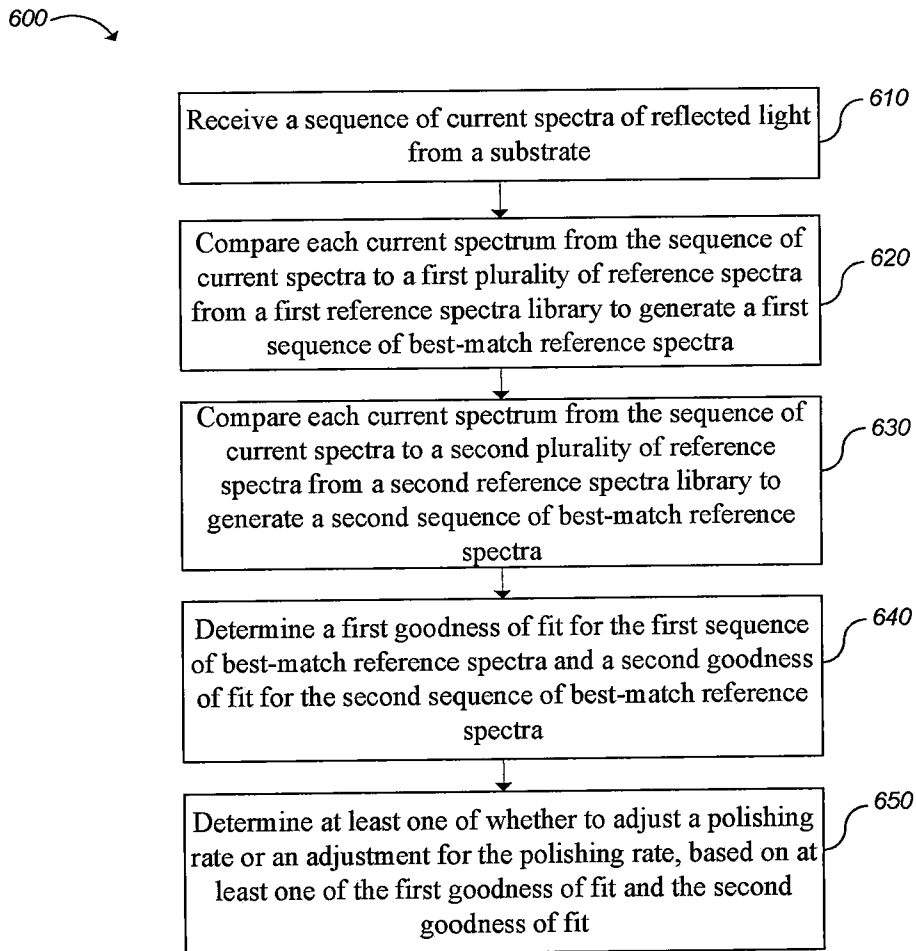 600
Receive a sequence of current spectra of reflected light
from a substrate
610
Compare each current spectrum from the sequence of
current spectra to a first plurality of reference spectra
from a first reference spectra library to generate a first
sequence of best-match reference spectra
620
Compare each current spectrum from the sequence of
current spectra to a second plurality of reference
spectra from a second reference spectra library to
generate a second sequence of best-match reference
spectra
630
Determine a first goodness of fit for the first sequence
of best-match reference spectra and a second goodness
of fit for the second sequence of best-match reference
spectra
640
Determine at least one of whether to adjust a polishing
rate or an adjustment for the polishing rate, based on at
least one of the first goodness of fit and the second
goodness of fit
650